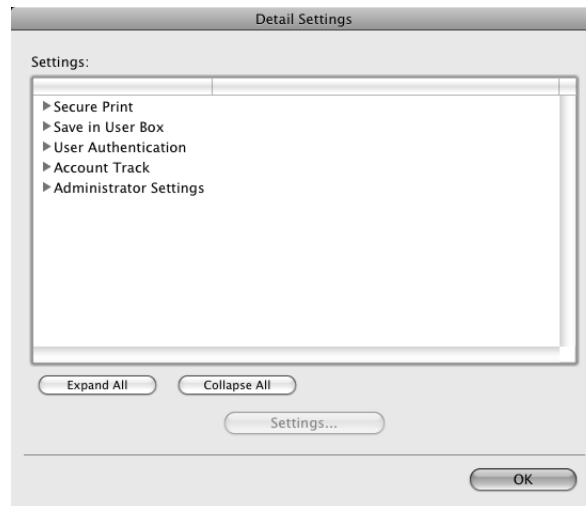 Detail Settings
Settings:
Secure Print
Save in User Box
User Authentication
Account Track
Administrator Settings
Expand All Collapse All
Settings...
OK